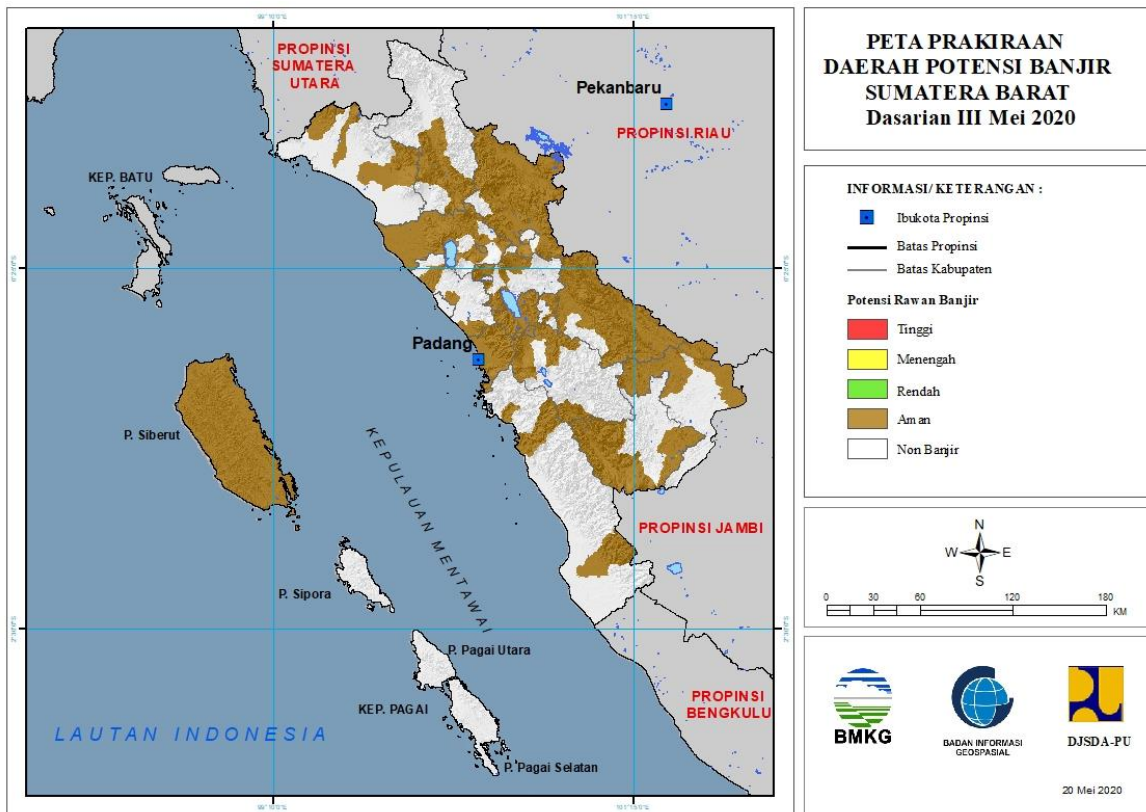 PROPINSI
SUMATERA
UTARA
Pekanbaru
PROPINSI RIAU
KEP. BATU
Padang
P. Siberut
KEPULAUAN MENTAWAI
PROPINSI JAMBI
P. Sipora
P. Pagai Utara
KEP. PAGAI
PROPINSI
BENGKULU
LAUTAN INDONESIA
P. Pagai Selatan
PETA PRAKIRAAN
DAERAH POTENSI BANJIR
SUMATERA BARAT
Dasarian III Mei 2020
INFORMASI/ KETERANGAN :
Ibukota Propinsi
Batas Propinsi
Batas Kabupaten
Potensi Rawan Banjir
Tinggi
Menengah
Rendah
Aman
Non Banjir
N
W E
S
0 30 60 120 180
KM
BMKG
BADAN INFORMASI
GEOSPASIAL
DJSDA-PU
20 Mei 2020